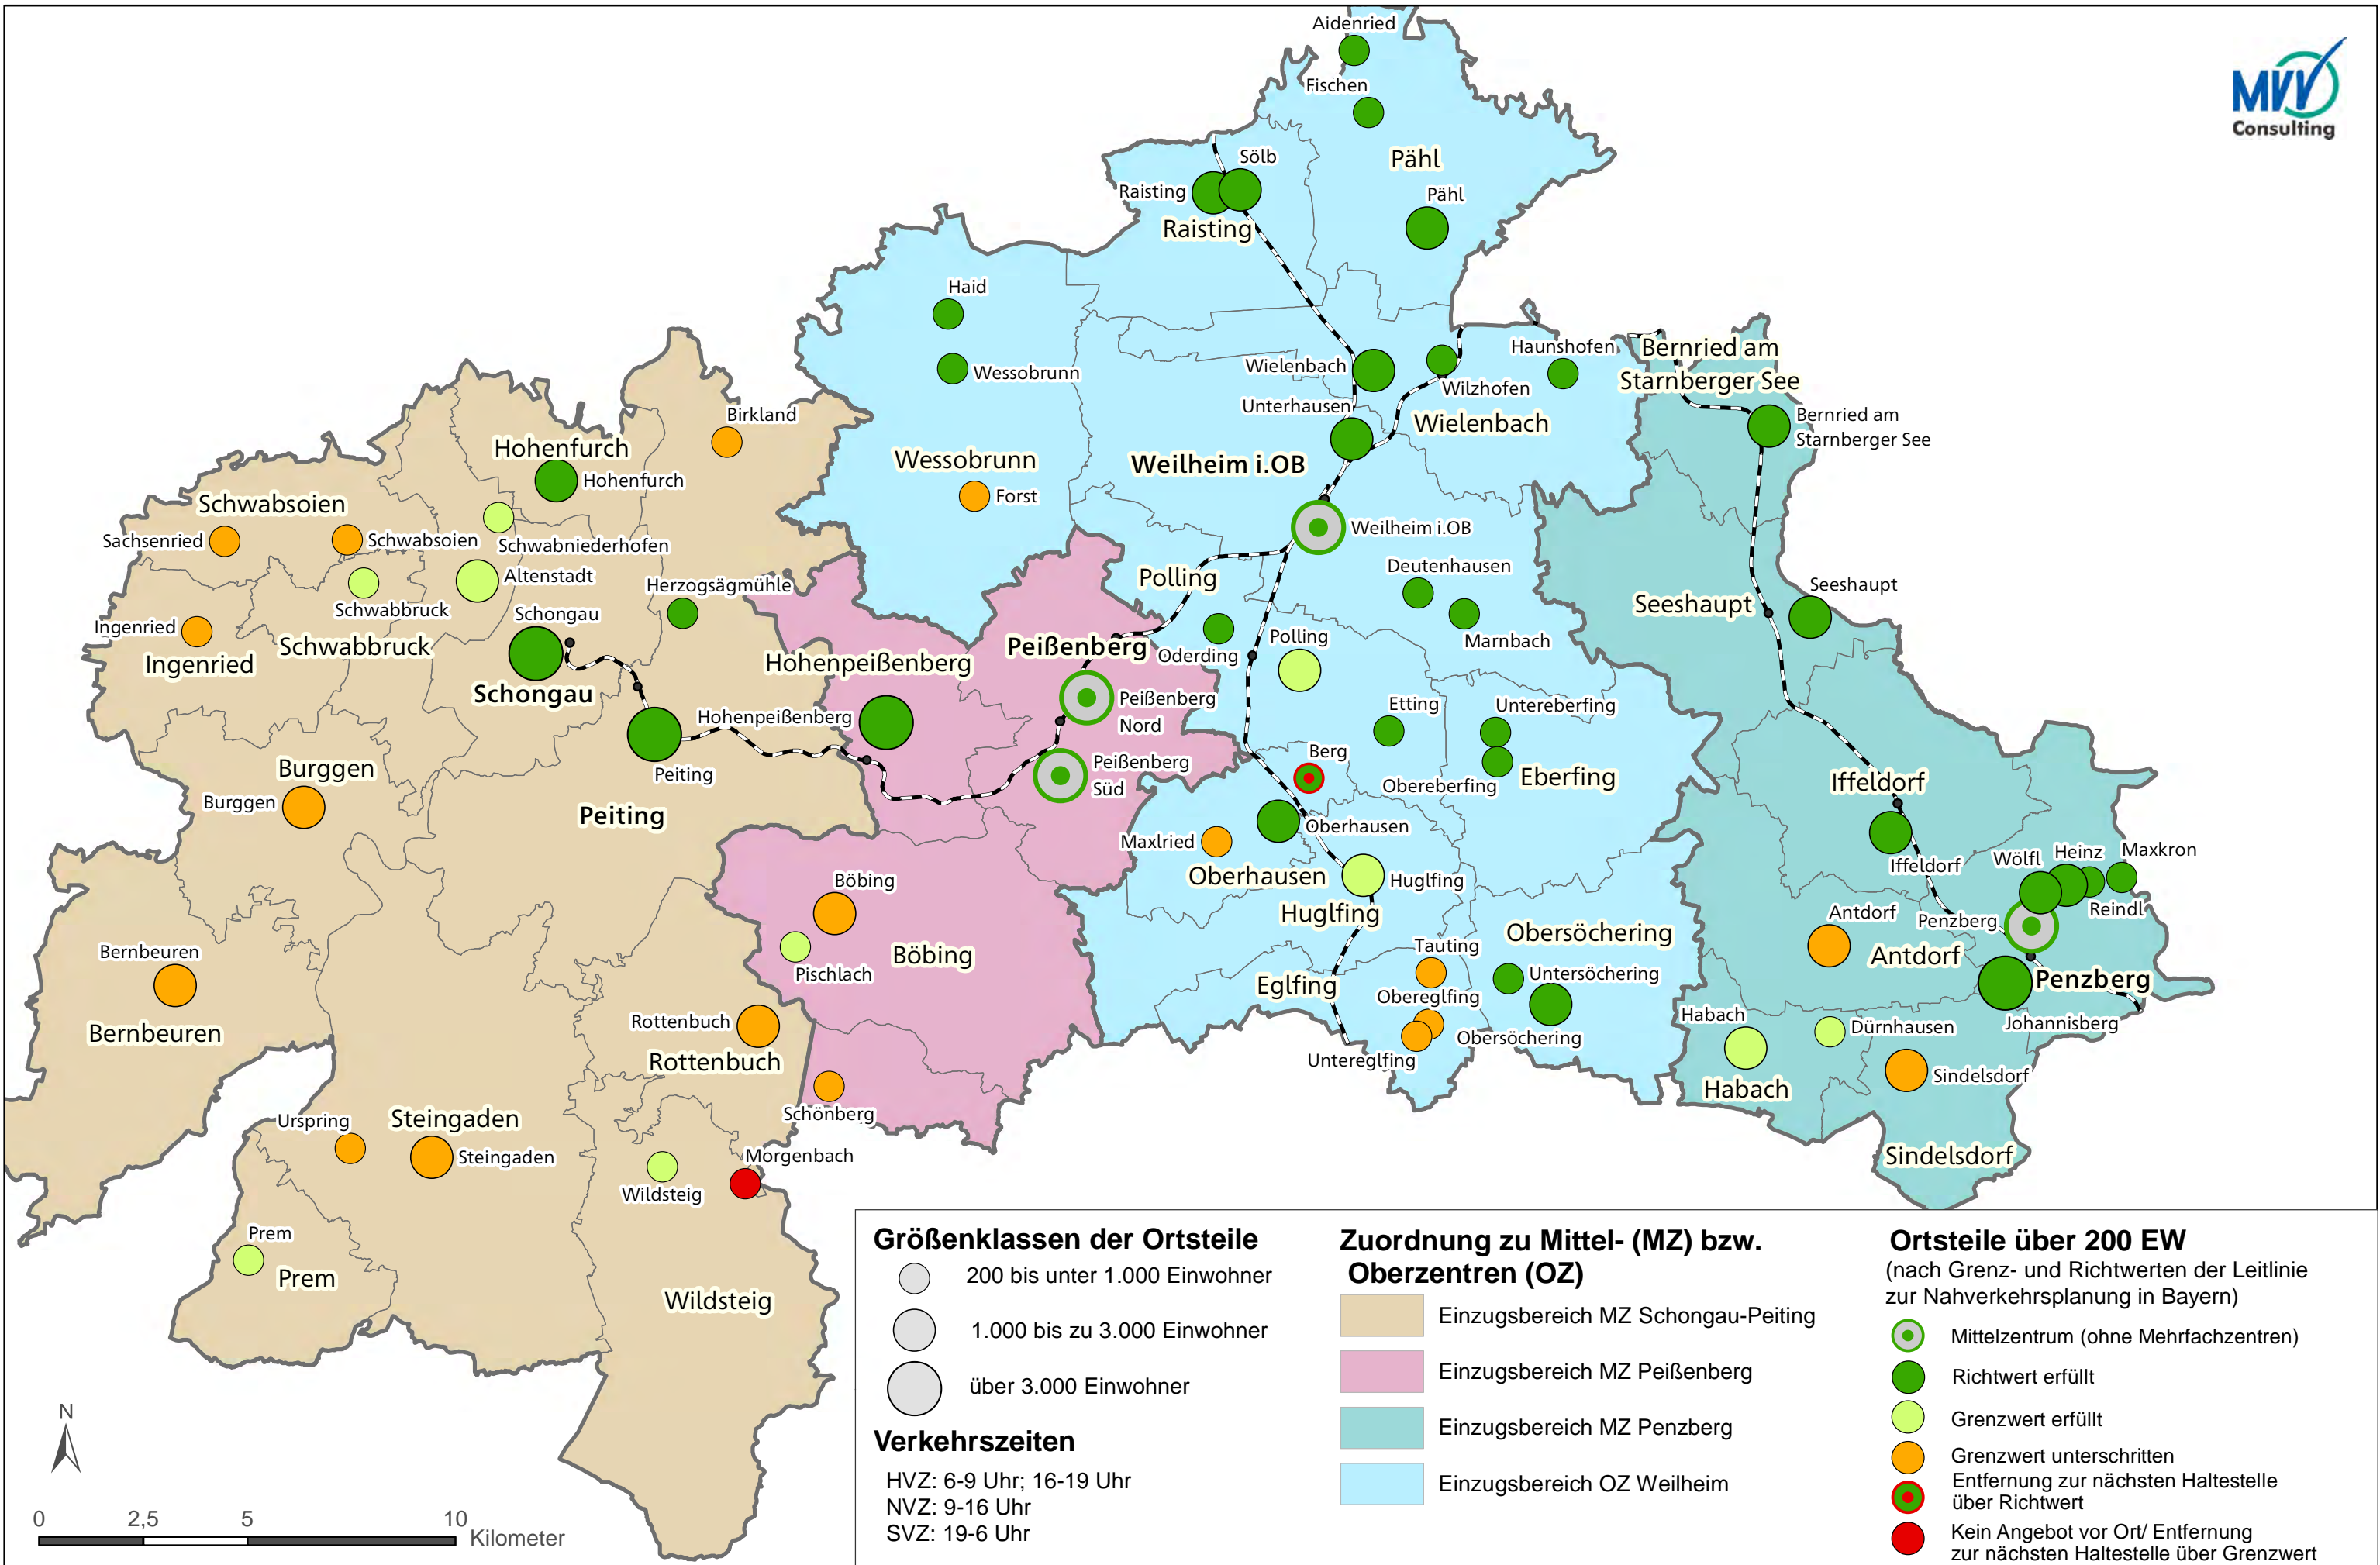 Aidenried
Fischen
MVV
Consulting
Pähl
Sölb
Raisting
Pähl
Raisting
Haid
Wessobrunn
Wielenbach
Wilzhofen
Haunshofen
Bernried am
Starnberger See
Unterhausen
Wielenbach
Bernried am
Starnberger See
Birkland
Hohenfurch
Hohenfurch
Wessobrunn
Forst
Weilheim i.OB
Weilheim i.OB
Schwabsoien
Sachsenried
Schwabsoien
Schwabniederhofen
Altenstadt
Schwabbruck
Schwabbruck
Herzogsägmühle
Schongau
Schongau
Ingenried
Ingenried
Polling
Deutenhausen
Marnbach
Oderding
Polling
Seeshaupt
Seeshaupt
Hohenpeißenberg
Hohenpeißenberg
Peißenberg
Peißenberg
Nord
Peißenberg
Süd
Peiting
Peiting
Etting
Untereberfing
Obereberfing
Eberfing
Berg
Burggen
Burggen
Iffeldorf
Iffeldorf
Oberhausen
Maxlried
Oberhausen
Huglfing
Huglfing
Wölfl
Heinz
Maxkron
Reindl
Penzberg
Penzberg
Johannisberg
Antdorf
Antdorf
Böbing
Böbing
Pischlach
Bernbeuren
Bernbeuren
Tauting
Obersöchering
Untersöchering
Obersöchering
Eglfing
Obereglfing
Untereglfing
Habach
Habach
Dürnhausen
Sindelsdorf
Sindelsdorf
Rottenbuch
Rottenbuch
Schönberg
Urspring
Steingaden
Steingaden
Wildsteig
Morgenbach
Prem
Prem
Wildsteig
Größenklassen der Ortsteile
200 bis unter 1.000 Einwohner
1.000 bis zu 3.000 Einwohner
über 3.000 Einwohner
Verkehrszeiten
HVZ: 6-9 Uhr; 16-19 Uhr
NVZ: 9-16 Uhr
SVZ: 19-6 Uhr
Zuordnung zu Mittel- (MZ) bzw.
Oberzentren (OZ)
Einzugsbereich MZ Schongau-Peiting
Einzugsbereich MZ Peißenberg
Einzugsbereich MZ Penzberg
Einzugsbereich OZ Weilheim
Ortsteile über 200 EW
(nach Grenz- und Richtwerten der Leitlinie
zur Nahverkehrsplanung in Bayern)
Mittelzentrum (ohne Mehrfachzentren)
Richtwert erfüllt
Grenzwert erfüllt
Grenzwert unterschritten
Entfernung zur nächsten Haltestelle
über Richtwert
Kein Angebot vor Ort/ Entfernung
zur nächsten Haltestelle über Grenzwert
N
0 2,5 5 10
Kilometer